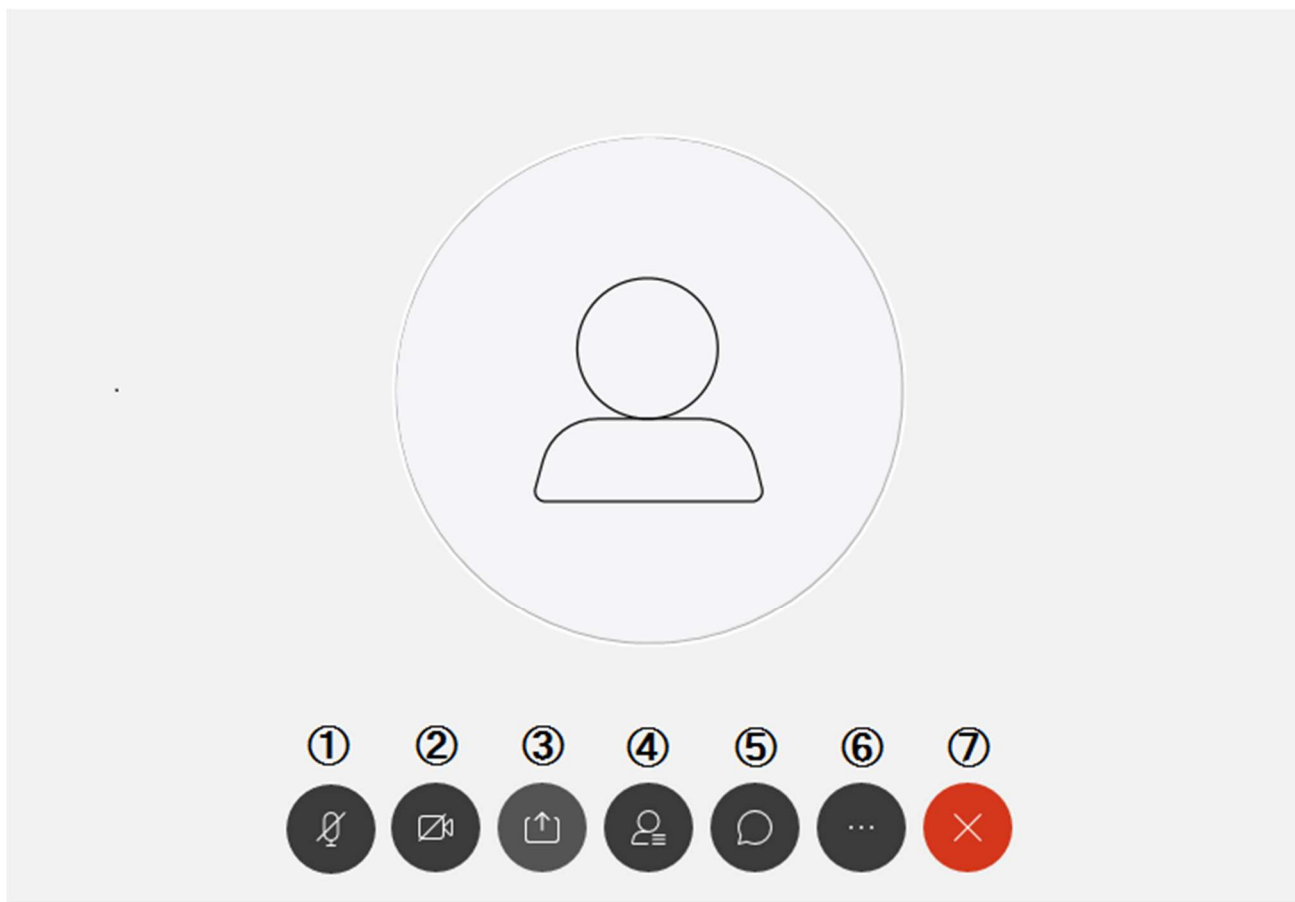 ① ② ③ ④ ⑤ ⑥ ⑦